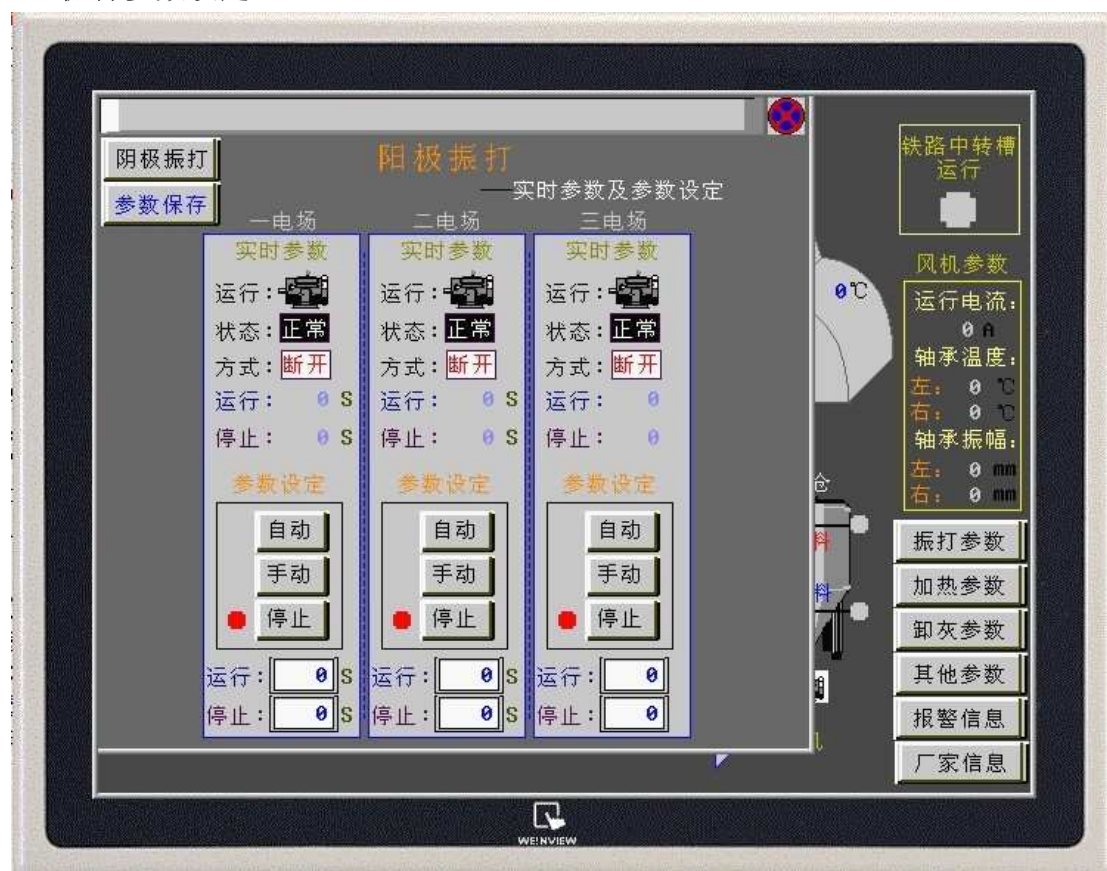 阴极振打
参数保存
阳极振打
——实时参数及参数设定
一电场 二电场 三电场
实时参数 实时参数 实时参数
运行: 运行: 运行:
状态:正常 状态:正常 状态:正常
方式:断开 方式:断开 方式:断开
运行: 0 S 运行: 0 S 运行: 0
停止: 0 S 停止: 0 S 停止: 0
参数设定 参数设定 参数设定
自动 自动 自动
手动 手动 手动
停止 停止 停止
运行: 0 S 运行: 0 S 运行: 0
停止: 0 S 停止: 0 S 停止: 0
0℃
仓
料
料
铁路中转槽
运行
风机参数
运行电流:
0 A
轴承温度:
左: 0 ℃
右: 0 ℃
轴承振幅:
左: 0 mm
右: 0 mm
振打参数
加热参数
卸灰参数
其他参数
报警信息
厂家信息
WEINVIEW